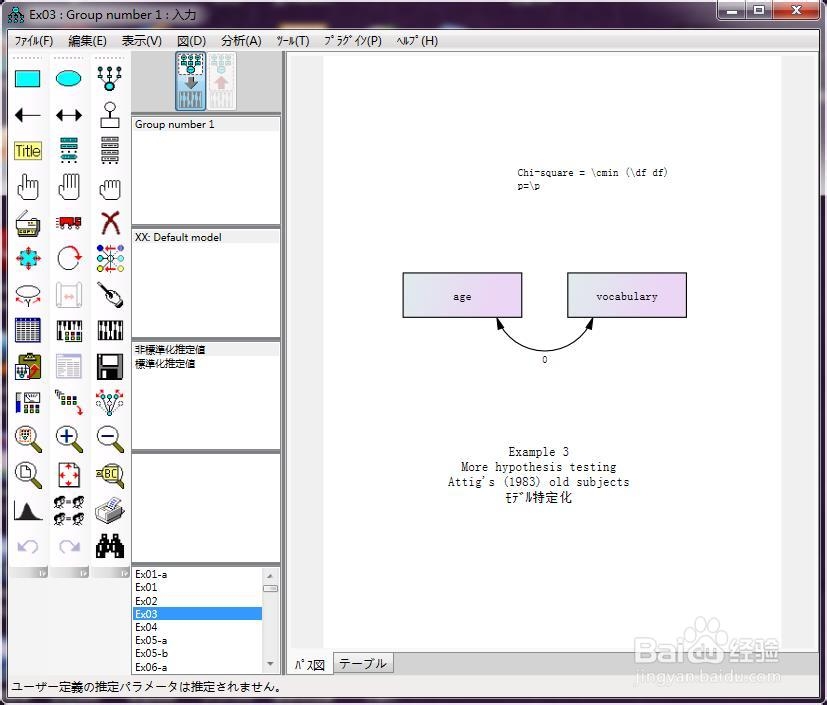 Ex03 : Group number 1 : 入力
ﾌｧｲﾙ(F) 編集(E) 表示(V) 図(D) 分析(A) ﾂｰﾙ(T) ﾌﾟﾗｸﾞｲﾝ(P) ﾍﾙﾌﾟ(H)
Title
COPY
ABC
Group number 1
XX: Default model
非標準化推定値
標準化推定値
Ex01-a
Ex01
Ex02
Ex03
Ex04
Ex05-a
Ex05-b
Ex06-a
Chi-square = \cmin (\df df)
p=\p
age
vocabulary
0
Example 3
More hypothesis testing
Attig's (1983) old subjects
ﾓﾃﾞﾙ特定化
ﾊﾟｽ図 テーブル
ユーザー定義の推定パラメータは推定されません。
Baidu 经验
jingyan.baidu.com